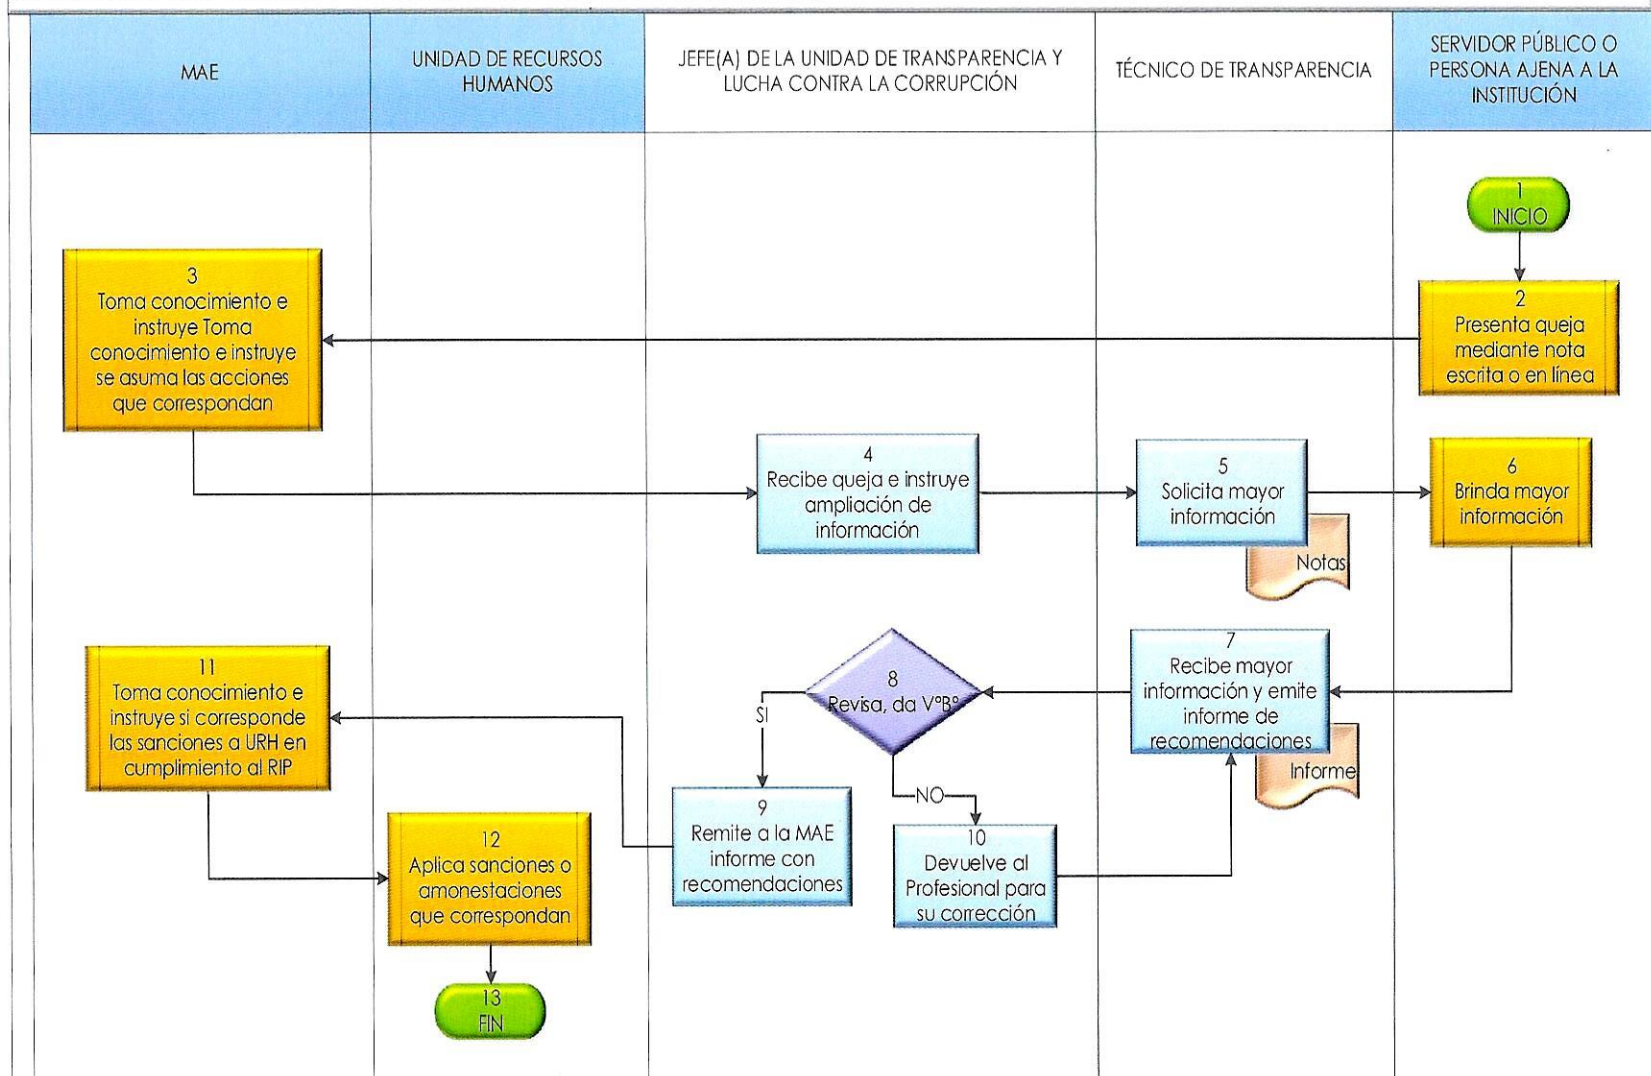 MAE
UNIDAD DE RECURSOS
HUMANOS
JEFE(A) DE LA UNIDAD DE TRANSPARENCIA Y
LUCHA CONTRA LA CORRUPCIÓN
TÉCNICO DE TRANSPARENCIA
SERVIDOR PÚBLICO O
PERSONA AJENA A LA
INSTITUCIÓN
1
INICIO
2
Presenta queja
mediante nota
escrita o en línea
3
Toma conocimiento e
instruye Toma
conocimiento e instruye
se asuma las acciones
que correspondan
4
Recibe queja e instruye
ampliación de
información
5
Solicita mayor
información
Notas
6
Brinda mayor
información
7
Recibe mayor
información y emite
informe de
recomendaciones
Informe
8
Revisa, da VºBº
SI
NO
9
Remite a la MAE
informe con
recomendaciones
10
Devuelve al
Profesional para
su corrección
11
Toma conocimiento e
instruye si corresponde
las sanciones a URH en
cumplimiento al RIP
12
Aplica sanciones o
amonestaciones
que correspondan
13
FIN